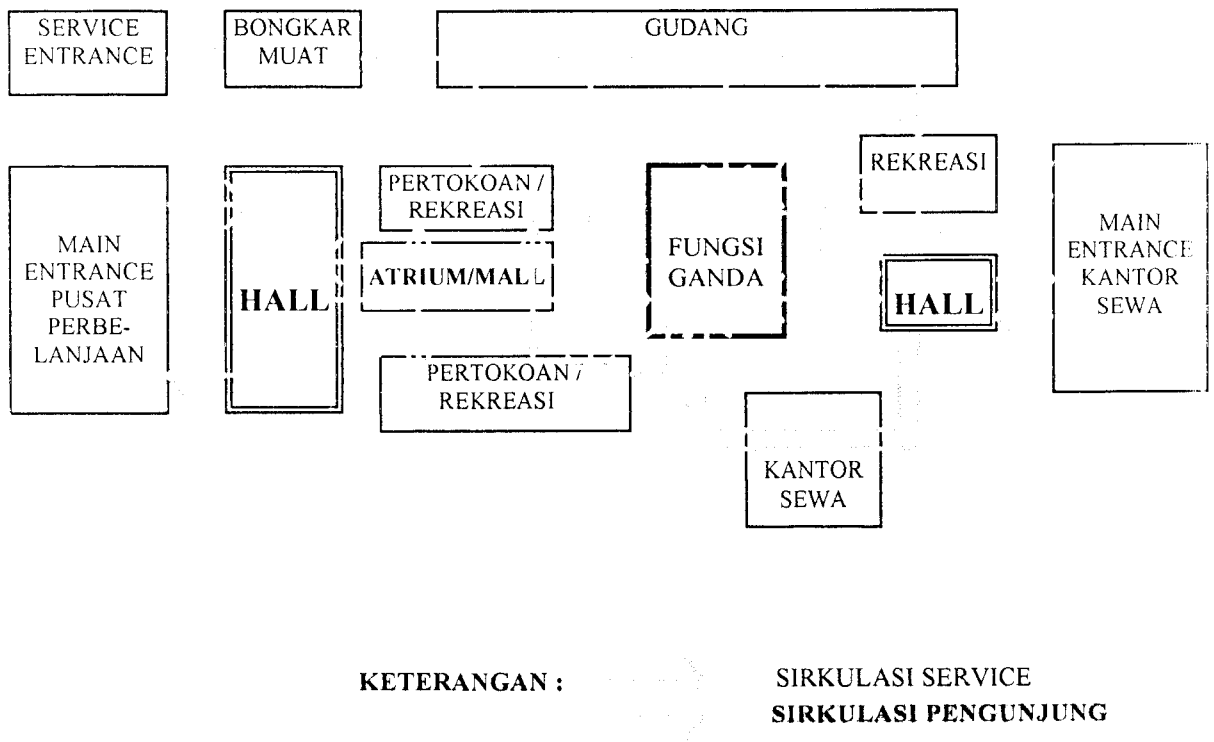 SERVICE
ENTRANCE
BONGKAR
MUAT
GUDANG
MAIN
ENTRANCE
PUSAT
PERBE-
LANJAAN
HALL
PERTOKOAN /
REKREASI
ATRIUM/MALL
PERTOKOAN /
REKREASI
FUNGSI
GANDA
REKREASI
HALL
KANTOR
SEWA
MAIN
ENTRANCE
KANTOR
SEWA
KETERANGAN :
SIRKULASI SERVICE
SIRKULASI PENGUNJUNG